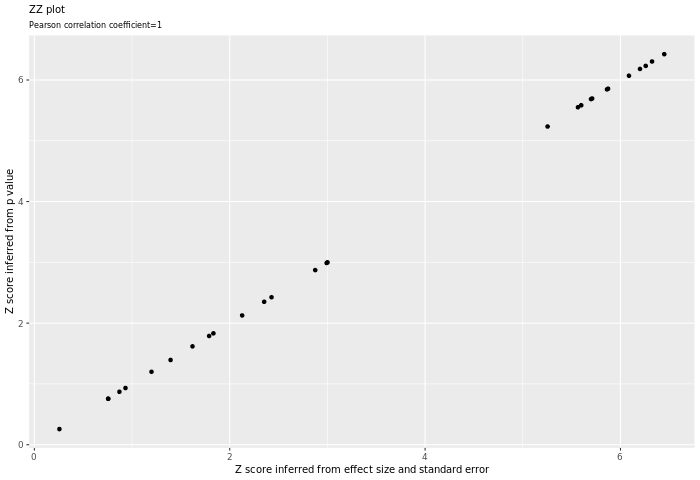 ZZ plot
Pearson correlation coefficient=1
Z score inferred from p value
6
4
2
0
0
2
4
6
Z score inferred from effect size and standard error